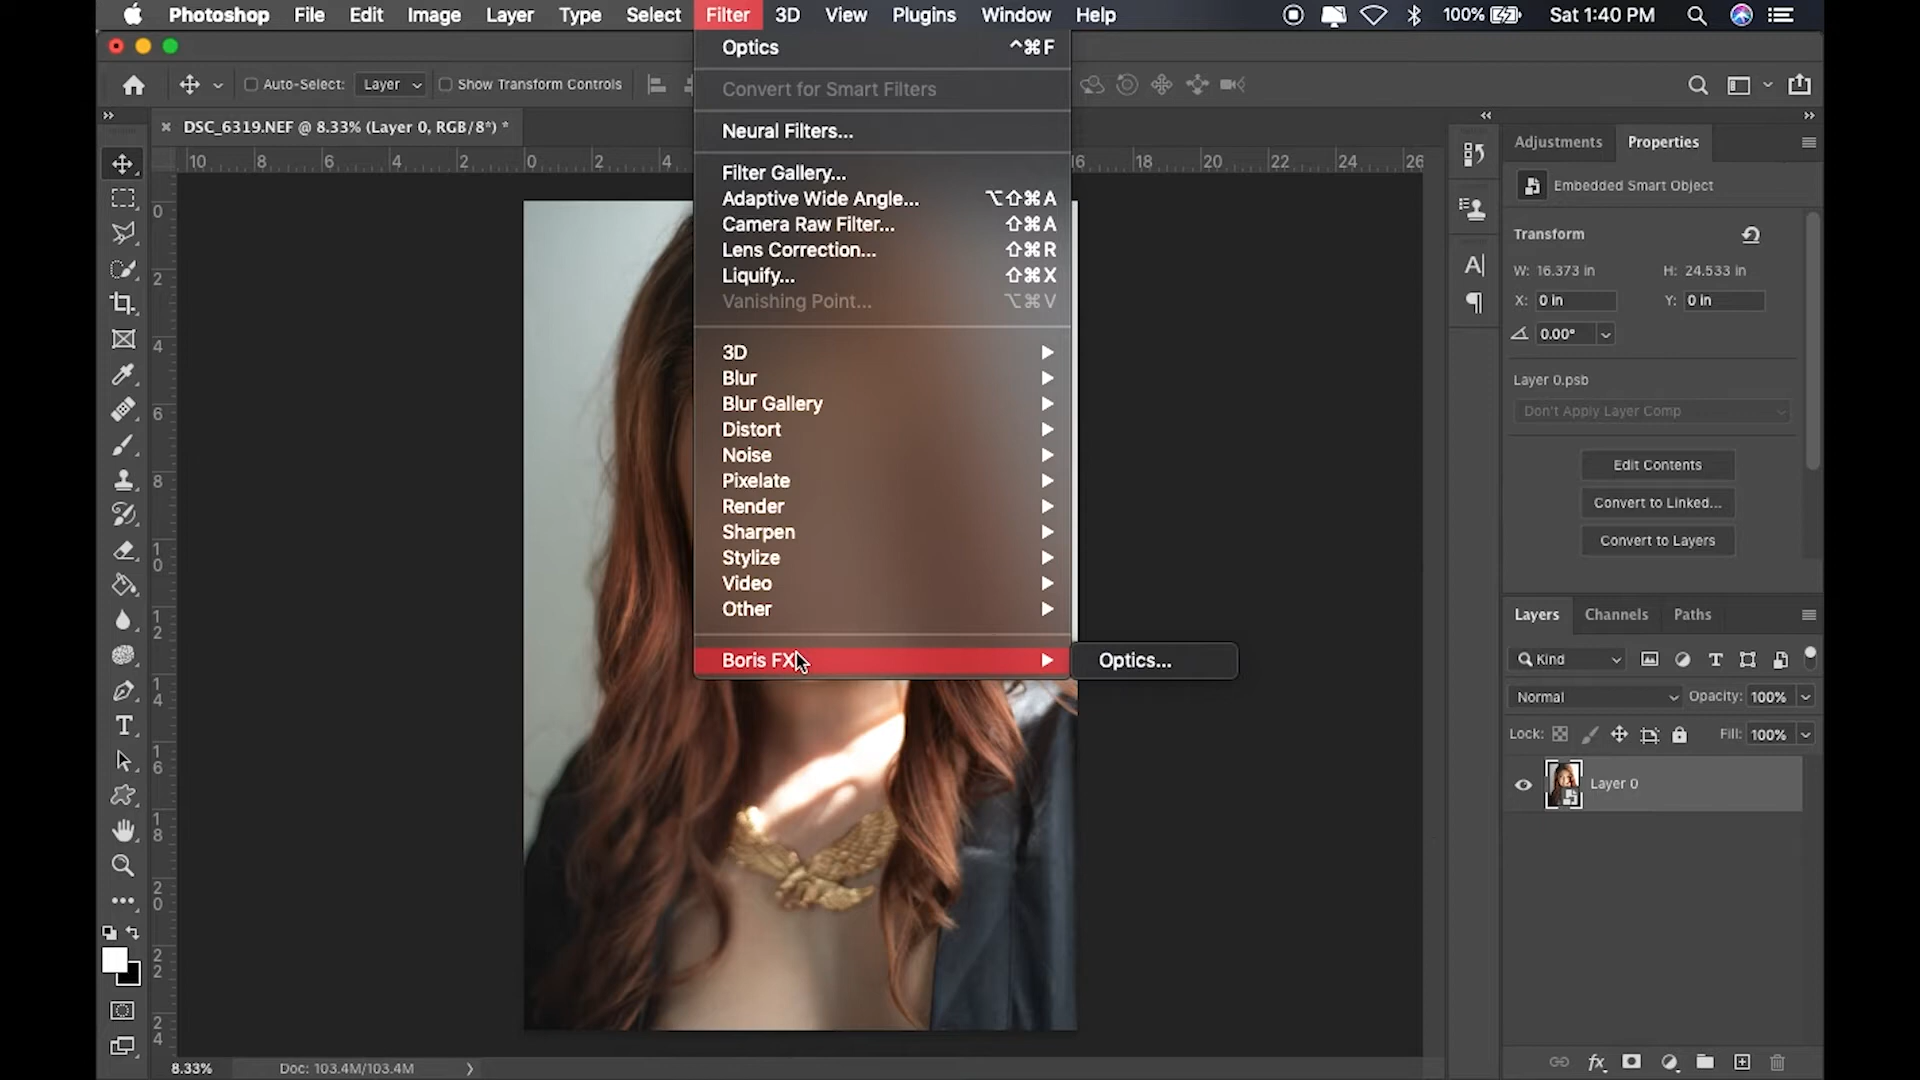 Photoshop File Edit Image Layer Type Select Filter 3D View Plugins Window Help 100% Sat 1:40 PM
Auto-Select: Layer Show Transform Controls
DSC_6319.NEF @ 8.33% (Layer 0, RGB/8*) *
10 8 6 4 2 0 2 4 16 18 20 22 24 26
0
2
4
6
8
10
12
14
16
18
20
22
24
Optics ^⌘F
Convert for Smart Filters
Neural Filters...
Filter Gallery...
Adaptive Wide Angle... ⌥⇧⌘A
Camera Raw Filter... ⇧⌘A
Lens Correction... ⇧⌘R
Liquify... ⇧⌘X
Vanishing Point... ⌥⌘V
3D
Blur
Blur Gallery
Distort
Noise
Pixelate
Render
Sharpen
Stylize
Video
Other
Boris FX
Optics...
Adjustments Properties
Embedded Smart Object
Transform
W: 16.373 in H: 24.533 in
X: 0 in Y: 0 in
0.00°
Layer 0.psb
Don't Apply Layer Comp
Edit Contents
Convert to Linked...
Convert to Layers
Layers Channels Paths
Kind
Normal Opacity: 100%
Lock: Fill: 100%
Layer 0
8.33% Doc: 103.4M/103.4M